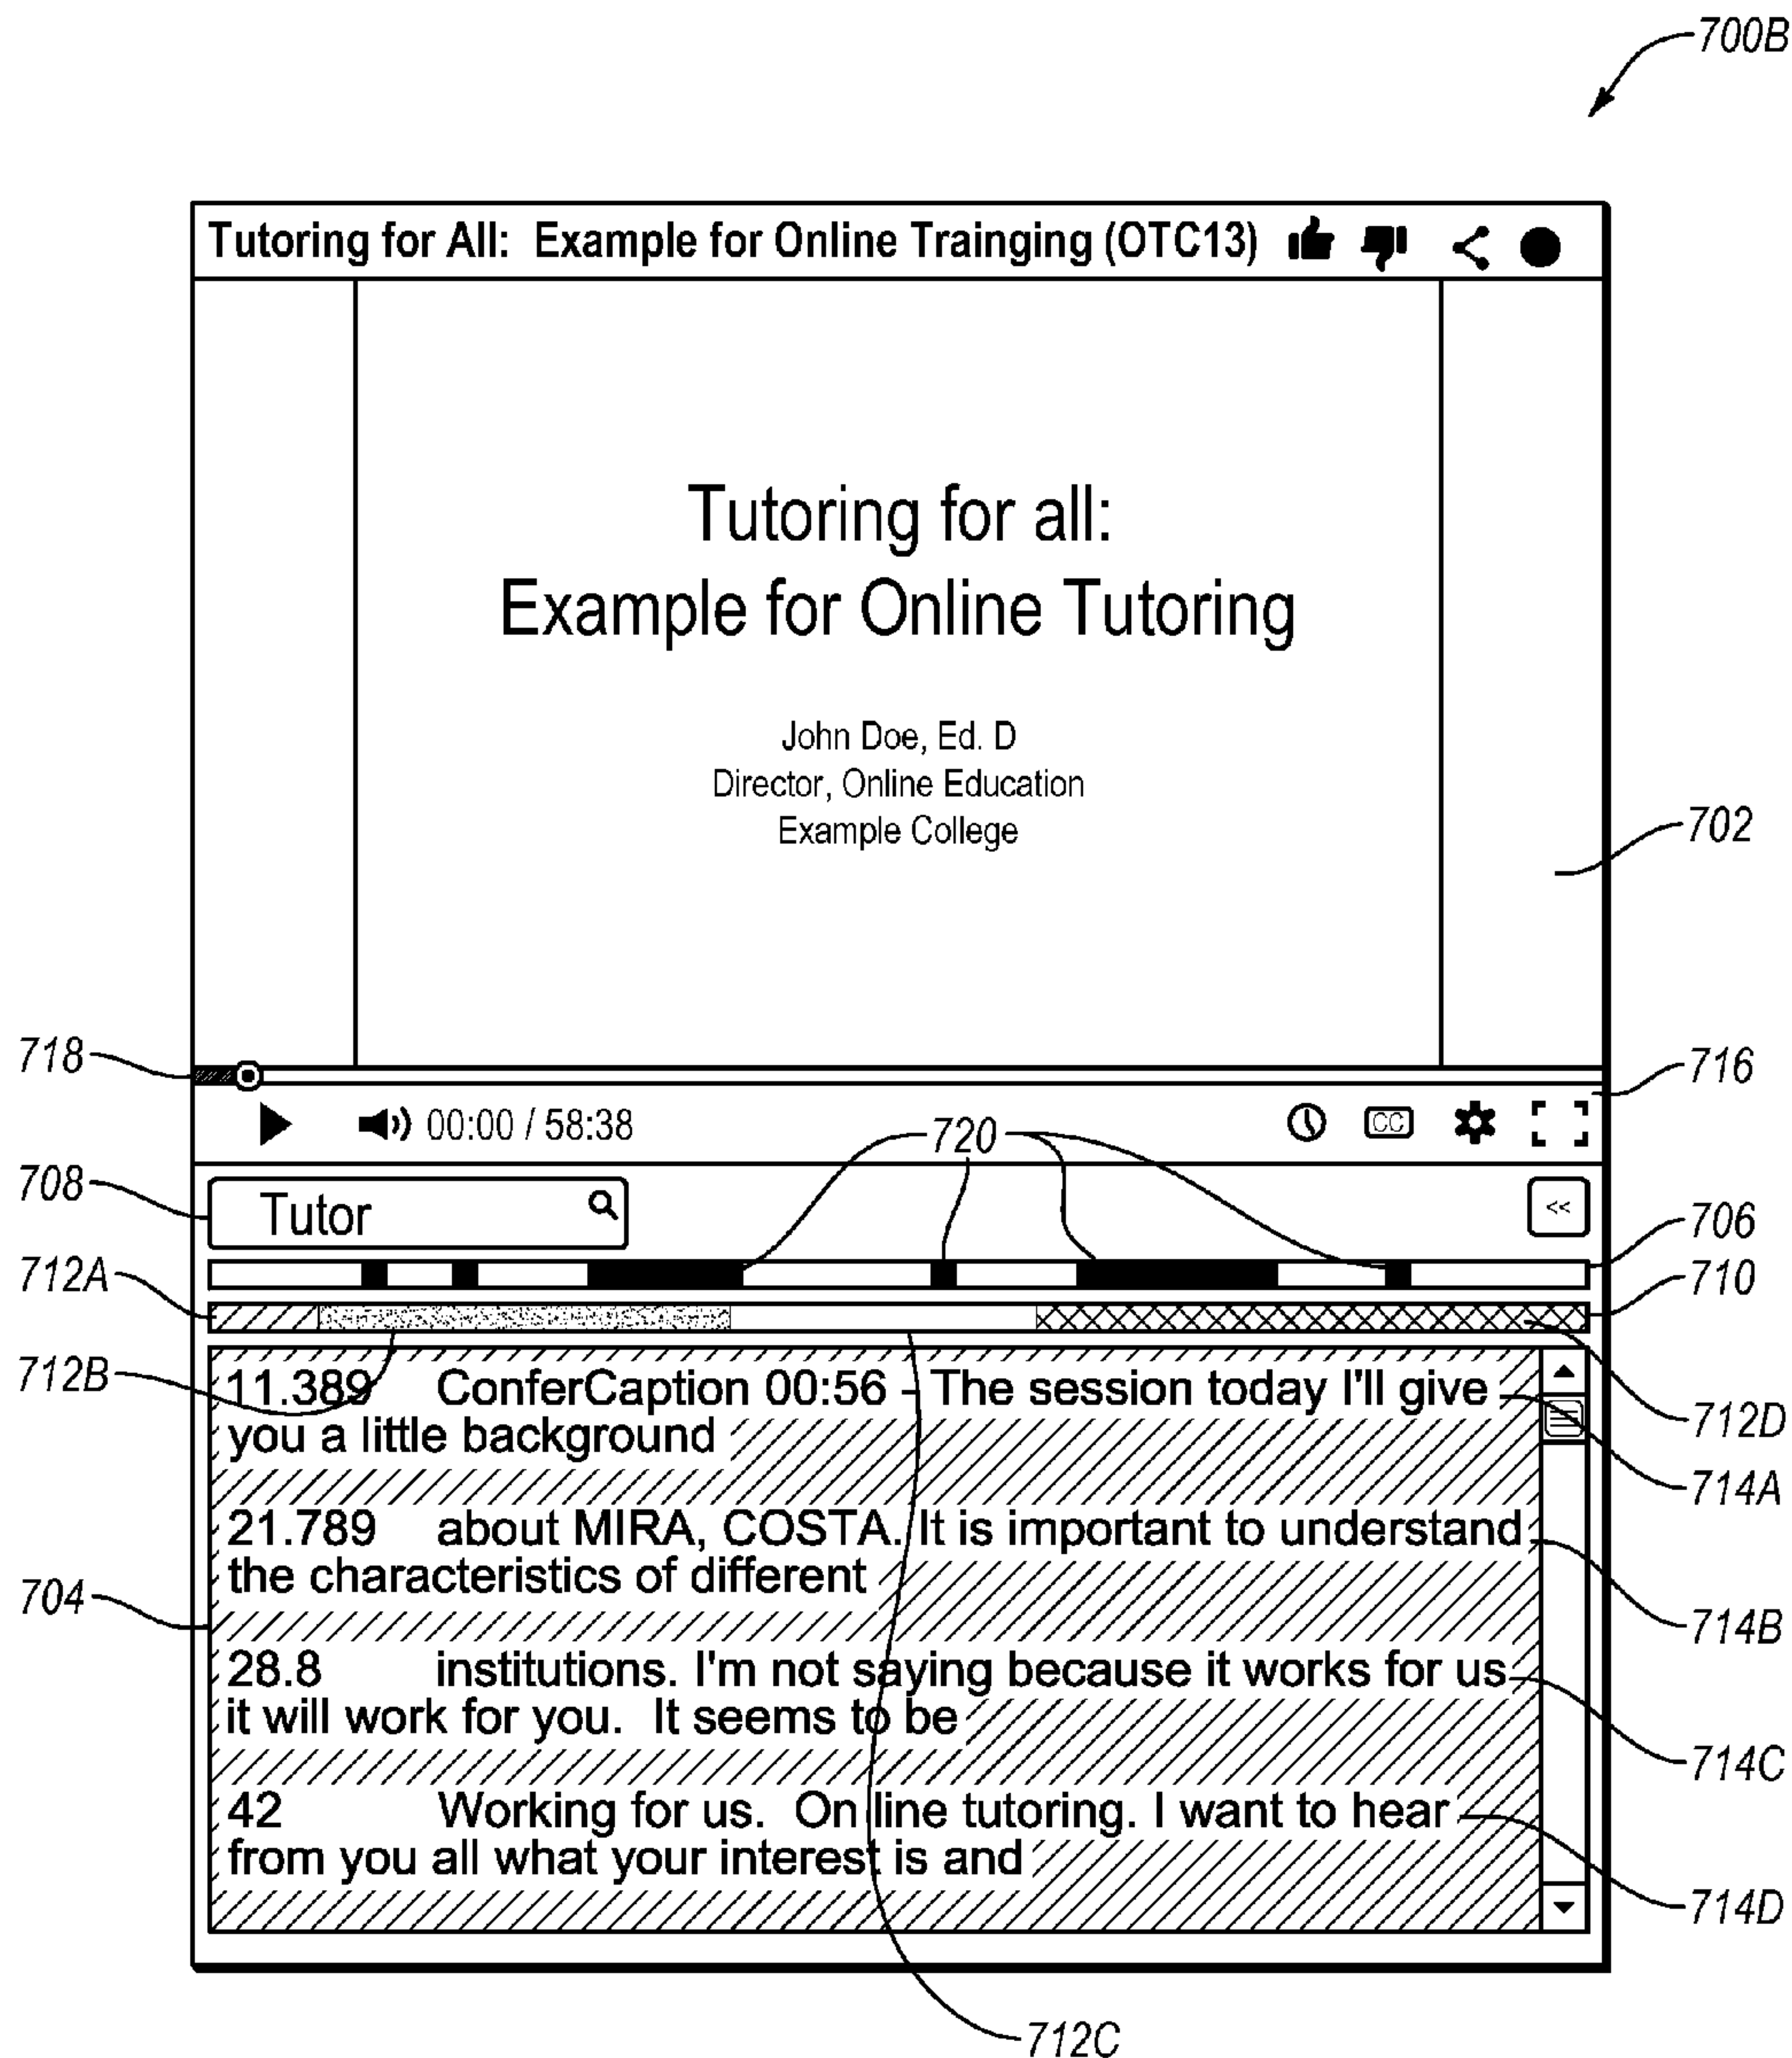 700B
Tutoring for All: Example for Online Trainging (OTC13)
Tutoring for all:
Example for Online Tutoring
John Doe, Ed. D
Director, Online Education
Example College
702
718
716
00:00 / 58:38
CC
720
708
Tutor
<<
706
712A
710
712B
11.389 ConferCaption 00:56 - The session today I'll give
you a little background
712D
714A
21.789 about MIRA, COSTA. It is important to understand
the characteristics of different
704
714B
28.8 institutions. I'm not saying because it works for us
it will work for you. It seems to be
714C
42 Working for us. On line tutoring. I want to hear
from you all what your interest is and
714D
712C